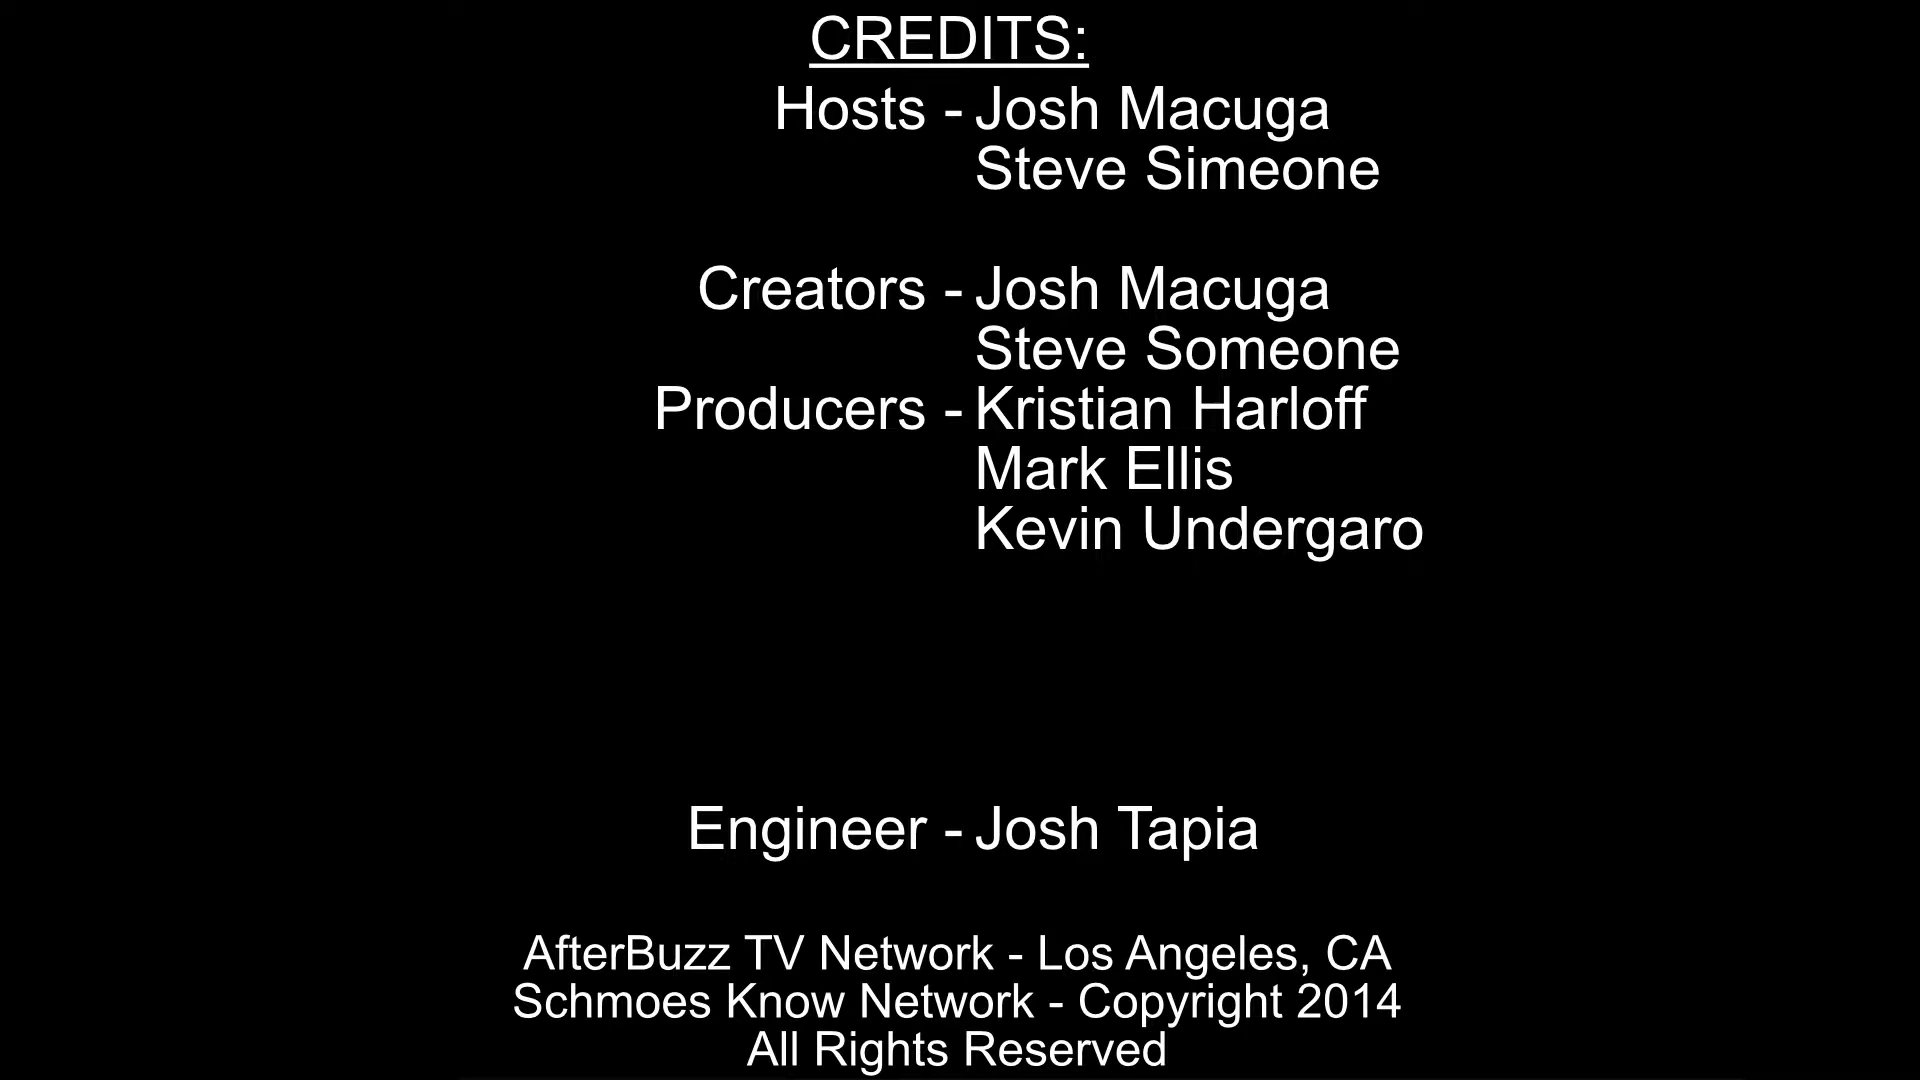 CREDITS:
Hosts - Josh Macuga
Steve Simeone
Creators - Josh Macuga
Steve Someone
Producers - Kristian Harloff
Mark Ellis
Kevin Undergaro
Engineer - Josh Tapia
AfterBuzz TV Network - Los Angeles, CA
Schmoes Know Network - Copyright 2014
All Rights Reserved